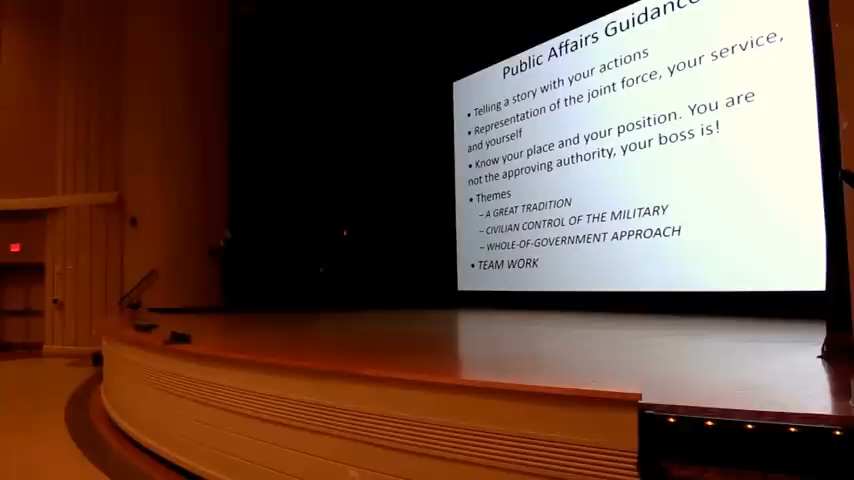 Public Affairs Guidance
• Telling a story with your actions
• Representation of the joint force, your service,
and yourself
• Know your place and your position. You are
not the approving authority, your boss is!
• Themes
– A GREAT TRADITION
– CIVILIAN CONTROL OF THE MILITARY
– WHOLE-OF-GOVERNMENT APPROACH
• TEAM WORK